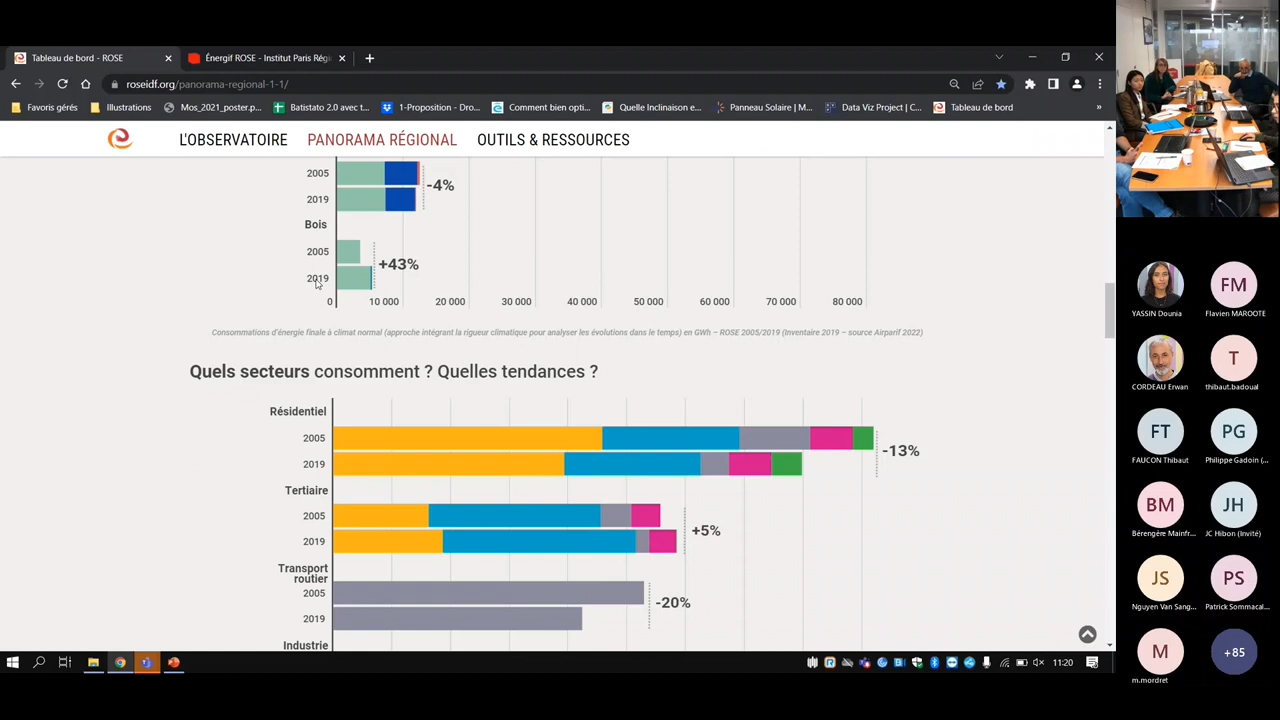 Tableau de bord - ROSE
Énergif ROSE - Institut Paris Régi
roseidf.org/panorama-regional-1-1/
Favoris gérés
Illustrations
Mos_2021_poster.p...
Batistato 2.0 avec t...
1-Proposition - Dro...
Comment bien opti...
Quelle Inclinaison e...
Panneau Solaire | M...
Data Viz Project | C...
Tableau de bord
»
L'OBSERVATOIRE
PANORAMA RÉGIONAL
OUTILS & RESSOURCES
2005
2019
-4%
Bois
2005
2019
+43%
0
10 000
20 000
30 000
40 000
50 000
60 000
70 000
80 000
Consommations d'énergie finale à climat normal (approche intégrant la rigueur climatique pour analyser les évolutions dans le temps) en GWh – ROSE 2005/2019 (Inventaire 2019 – source Airparif 2022)
Quels secteurs consomment ? Quelles tendances ?
Résidentiel
2005
2019
-13%
Tertiaire
2005
2019
+5%
Transport
routier
2005
2019
-20%
Industrie
11:20
YASSIN Dounia
FM
Flavien MAROOTE
CORDEAU Erwan
T
thibaut.badoual
FT
FAUCON Thibaut
PG
Philippe Gadoin (...
BM
Bérengère Mainfr...
JH
JC Hibon (Invité)
JS
Nguyen Van Sang...
PS
Patrick Sommacal...
M
m.mordret
+85